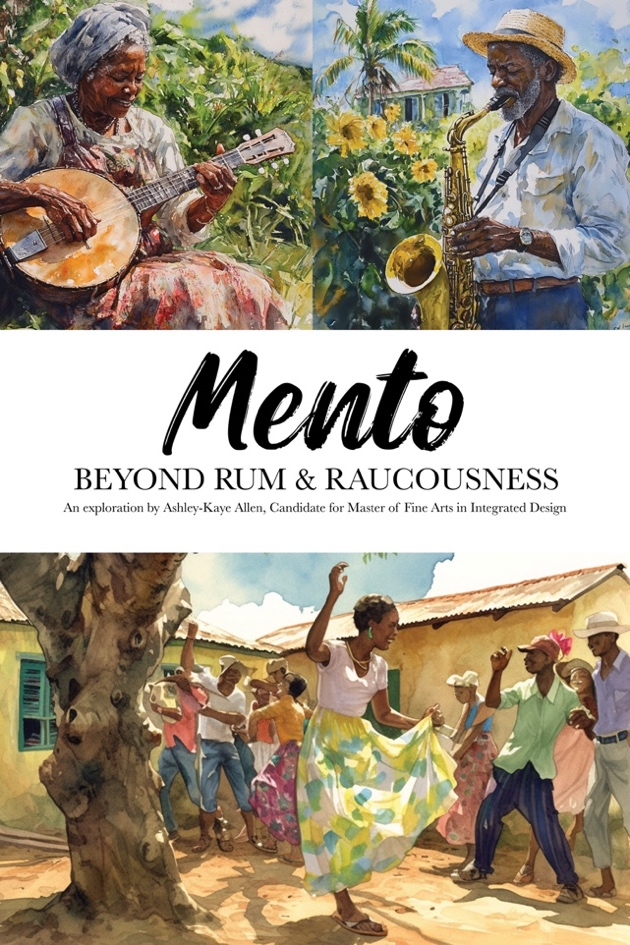 Mento
BEYOND RUM & RAUCOUSNESS
An exploration by Ashley-Kaye Allen, Candidate for Master of Fine Arts in Integrated Design